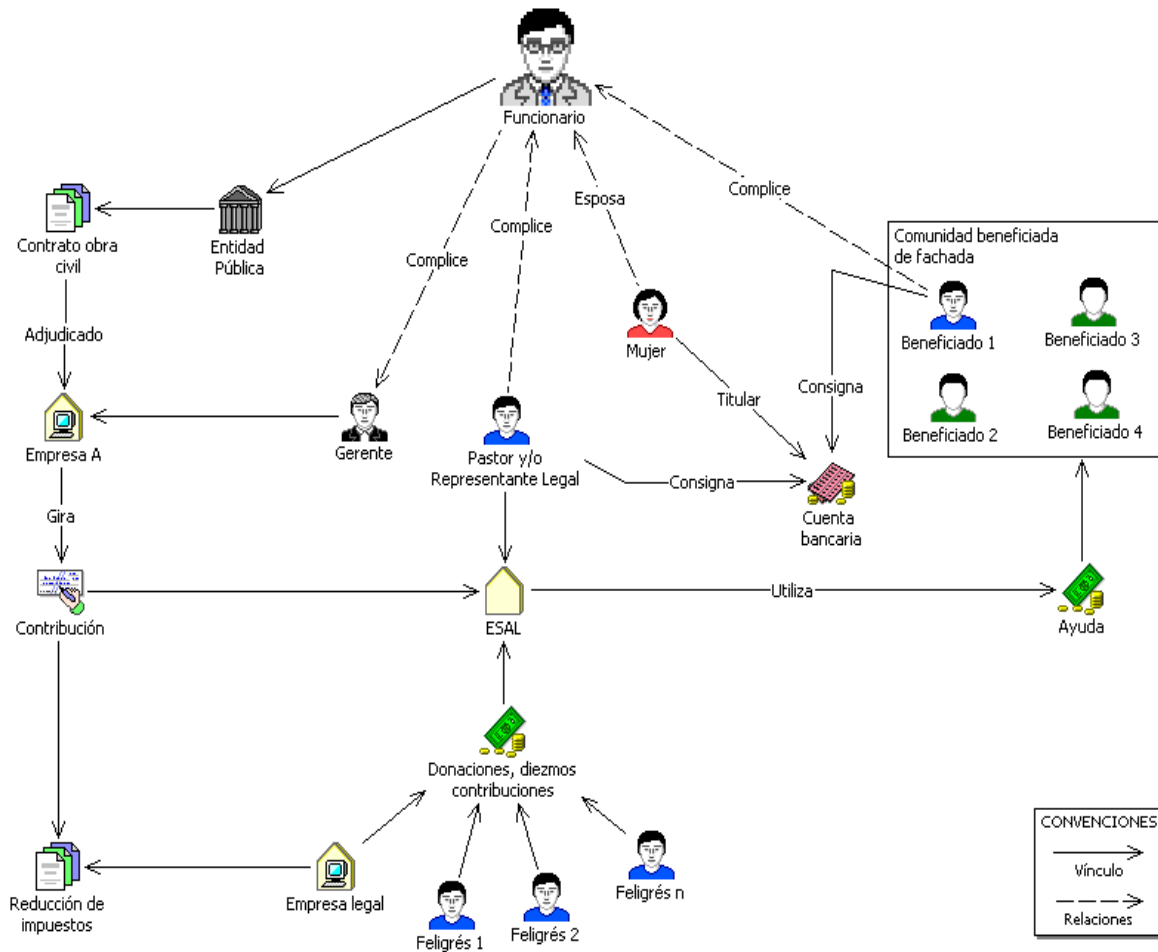 Funcionario
Complice
Esposa
Complice
Complice
Contrato obra
civil
Entidad
Pública
Comunidad beneficiada
de fachada
Beneficiado 1
Beneficiado 3
Beneficiado 2
Beneficiado 4
Adjudicado
Mujer
Titular
Consigna
Empresa A
Gerente
Pastor y/o
Representante Legal
Consigna
Cuenta
bancaria
Gira
Contribución
ESAL
Utiliza
Ayuda
Donaciones, diezmos
contribuciones
Reducción de
impuestos
Empresa legal
Feligrés 1
Feligrés 2
Feligrés n
CONVENCIONES
Vínculo
Relaciones